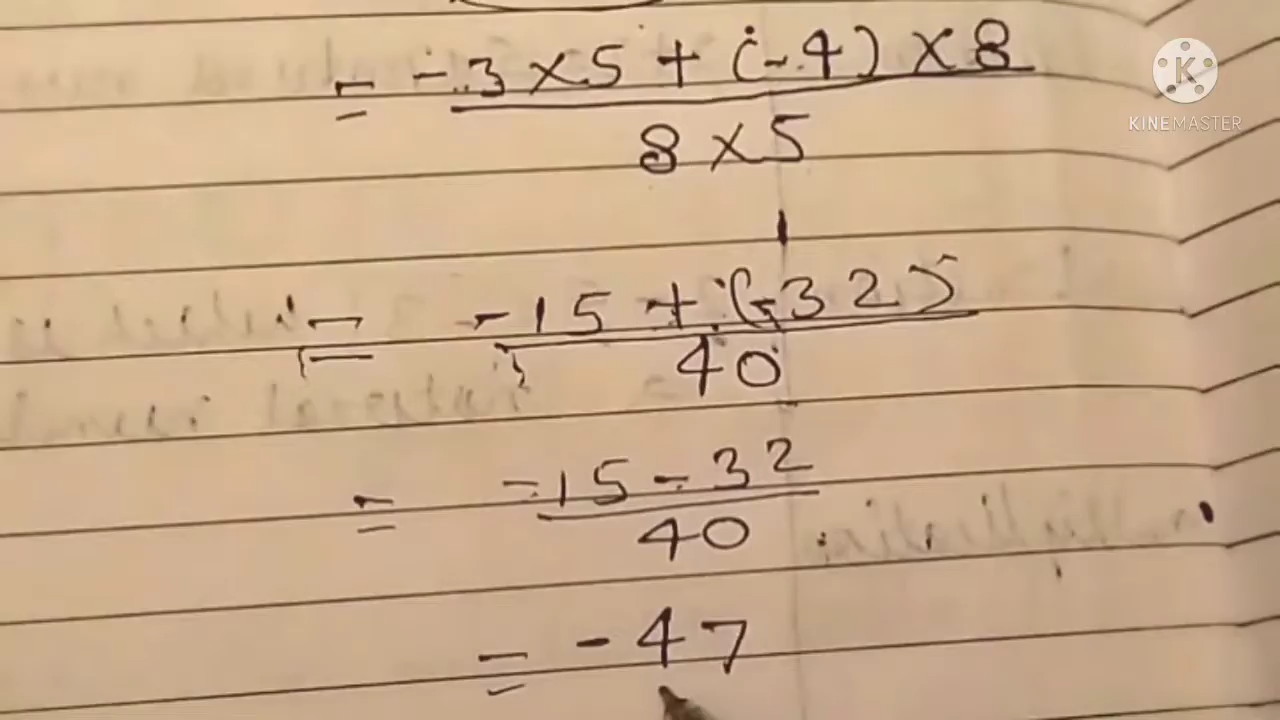 = -3×5 + (-4) × 8
8×5
KINEMASTER
= -15 + (-32)
40
= -15 - 32
40
= -47